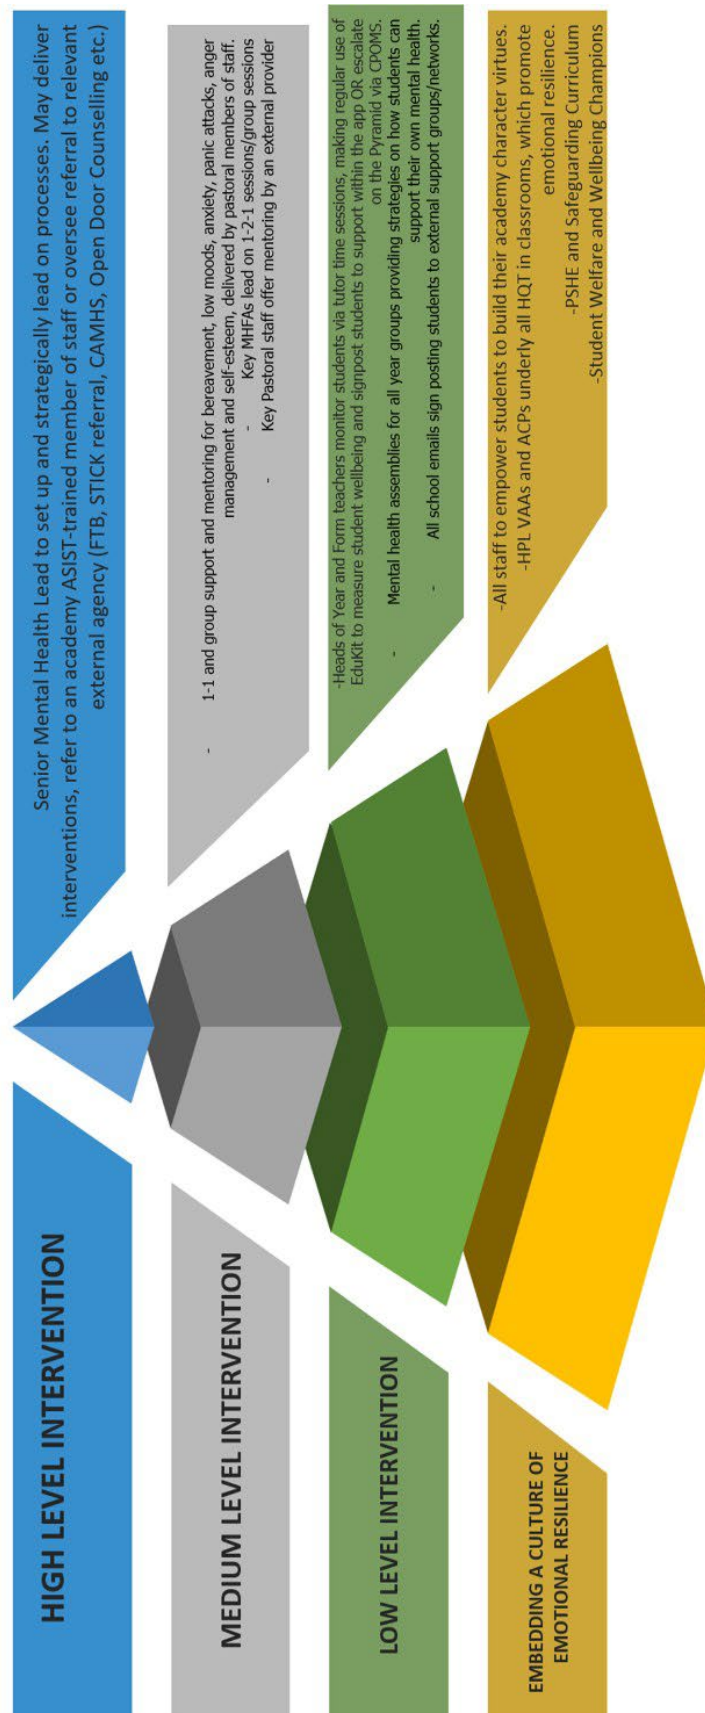 HIGH LEVEL INTERVENTION
Senior Mental Health Lead to set up and strategically lead on processes. May deliver
interventions, refer to an academy ASIST-trained member of staff or oversee referral to relevant
external agency (FTB, STICK referral, CAMHS, Open Door Counselling etc.)
MEDIUM LEVEL INTERVENTION
- 1-1 and group support and mentoring for bereavement, low moods, anxiety, panic attacks, anger
management and self-esteem, delivered by pastoral members of staff.
- Key MHFAs lead on 1-2-1 sessions/group sessions
- Key Pastoral staff offer mentoring by an external provider
LOW LEVEL INTERVENTION
-Heads of Year and Form teachers monitor students via tutor time sessions, making regular use of
EduKit to measure student wellbeing and signpost students to support within the app OR escalate
on the Pyramid via CPOMS.
- Mental health assemblies for all year groups providing strategies on how students can
support their own mental health.
- All school emails sign posting students to external support groups/networks.
EMBEDDING A CULTURE OF
EMOTIONAL RESILIENCE
-All staff to empower students to build their academy character virtues.
-HPL VAAs and ACPs underly all HQT in classrooms, which promote
emotional resilience.
-PSHE and Safeguarding Curriculum
-Student Welfare and Wellbeing Champions